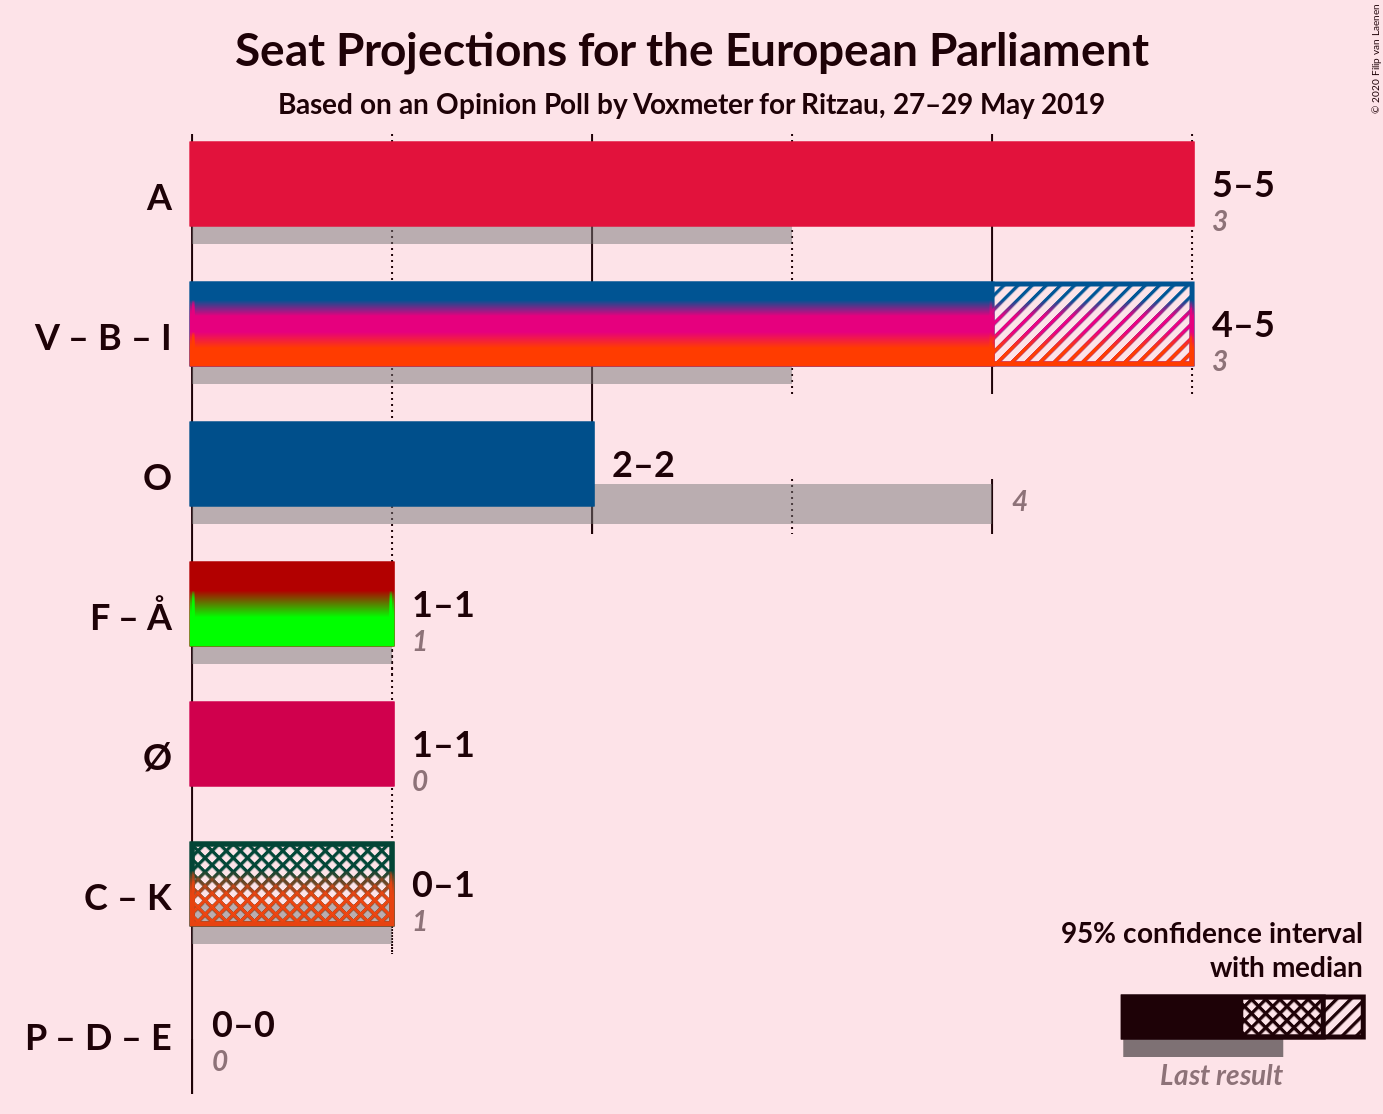 Seat Projections for the European Parliament
Based on an Opinion Poll by Voxmeter for Ritzau, 27–29 May 2019
© 2020 Filip van Laenen
A
5–5
3
V – B – I
4–5
3
O
2–2
4
F – Å
1–1
1
Ø
1–1
0
C – K
0–1
1
P – D – E
0–0
0
95% confidence interval
with median
Last result